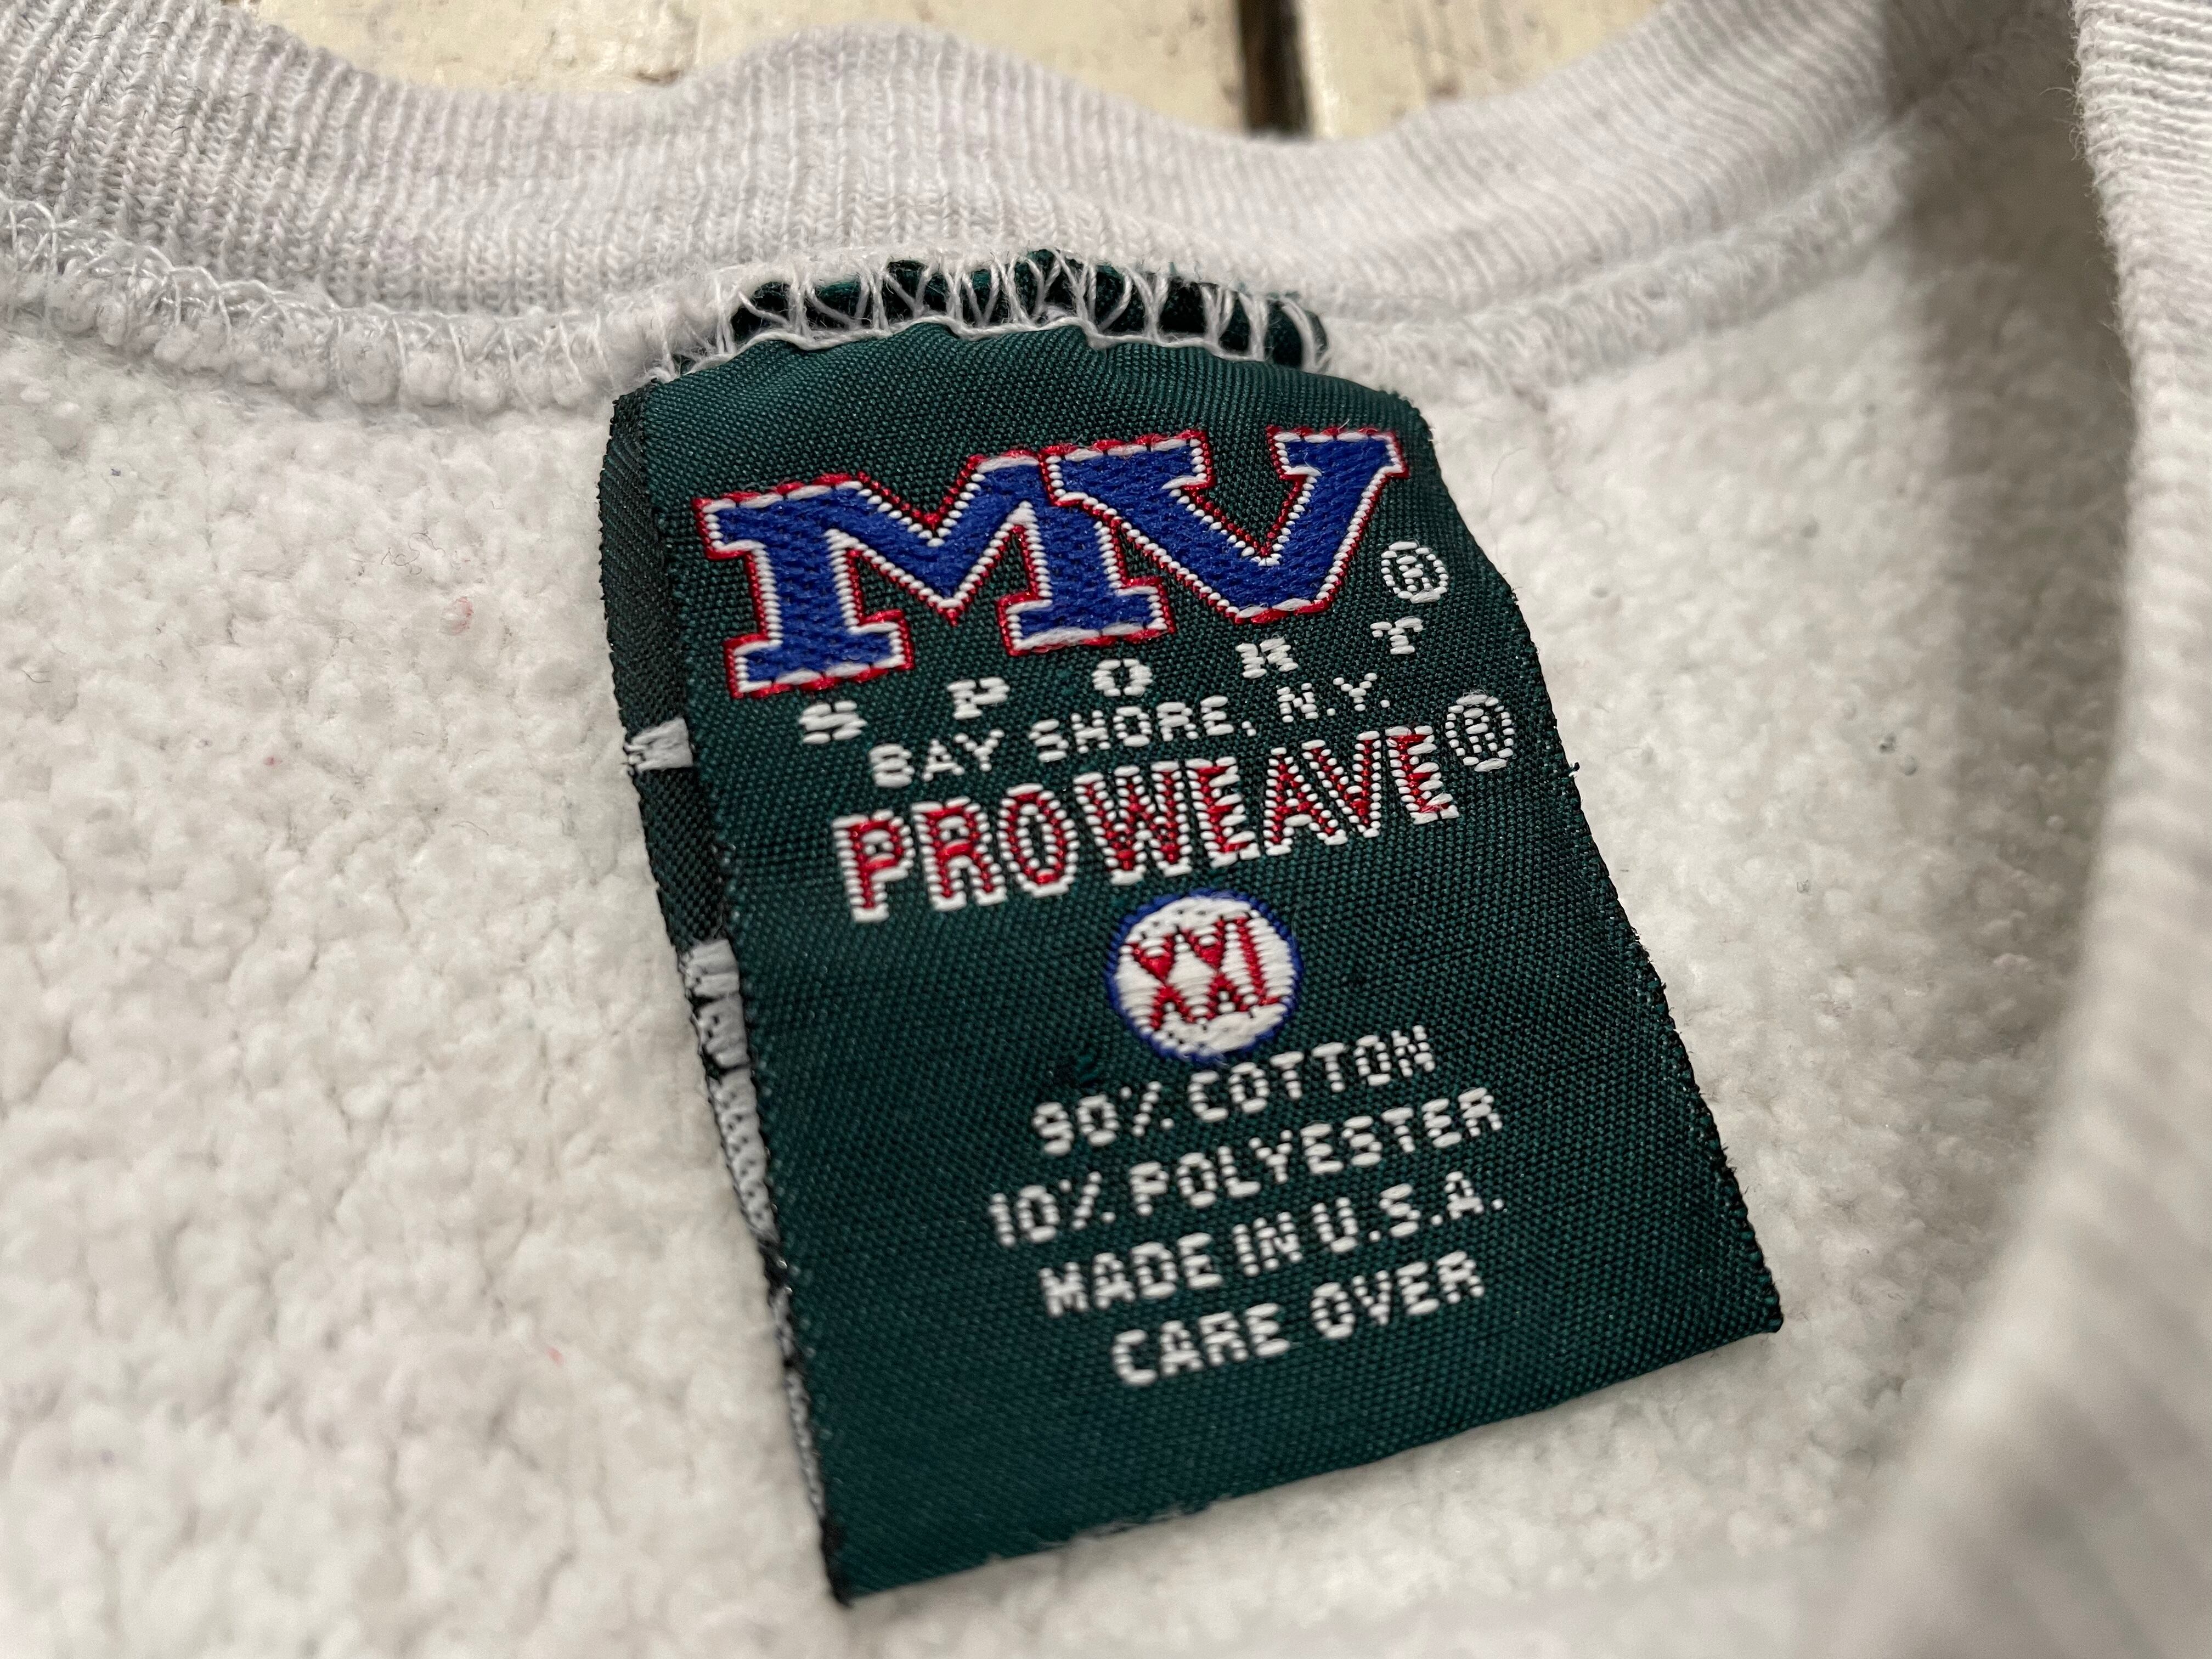 MV®
SPORT
BAY SHORE, N.Y.
PROWEAVE®
XXL
90% COTTON
10% POLYESTER
MADE IN U.S.A.
CARE OVER